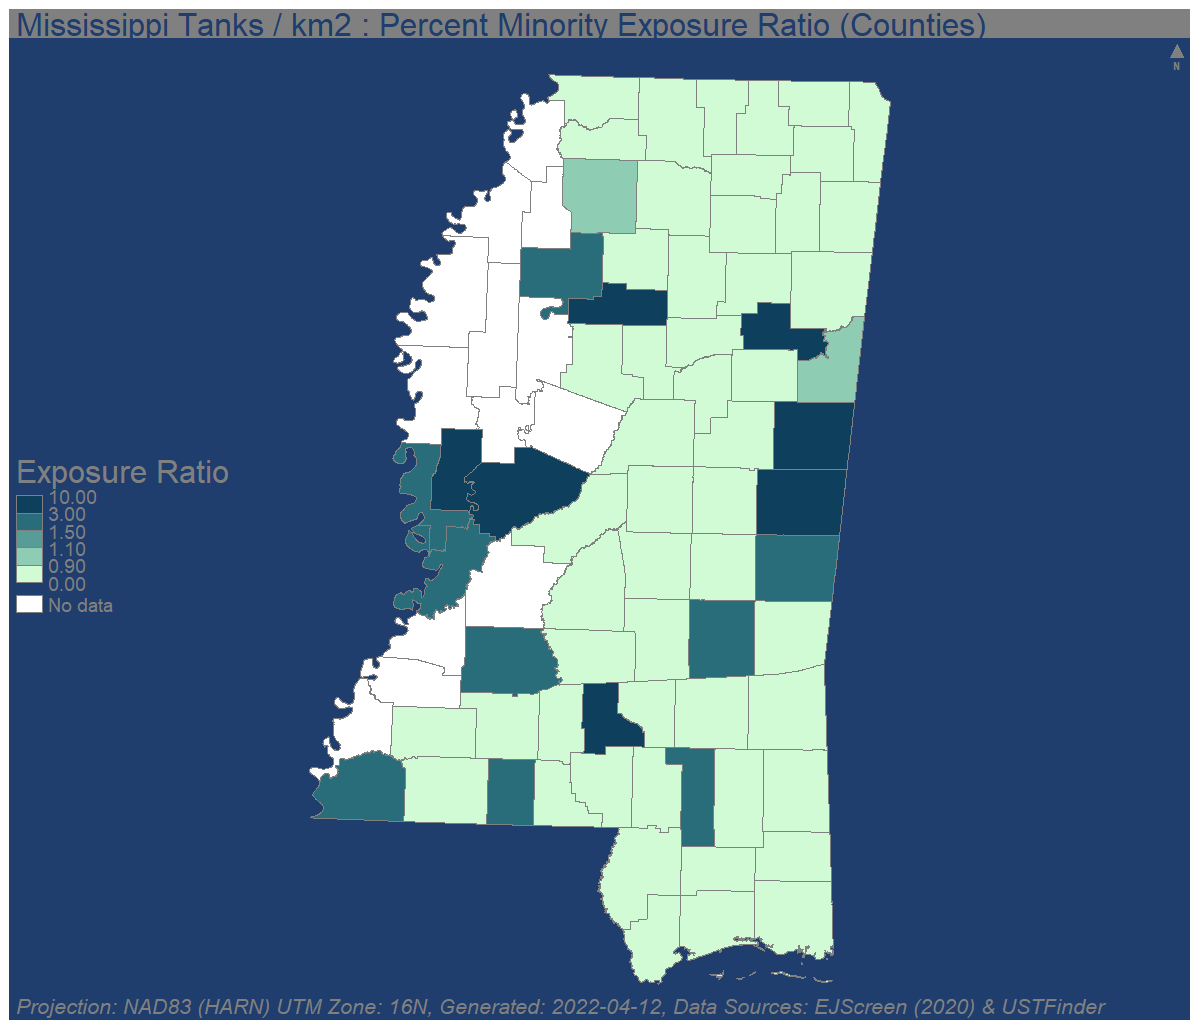 Mississippi Tanks / km2 : Percent Minority Exposure Ratio (Counties)
N
Exposure Ratio
10.00
3.00
1.50
1.10
0.90
0.00
No data
Projection: NAD83 (HARN) UTM Zone: 16N, Generated: 2022-04-12, Data Sources: EJScreen (2020) & USTFinder